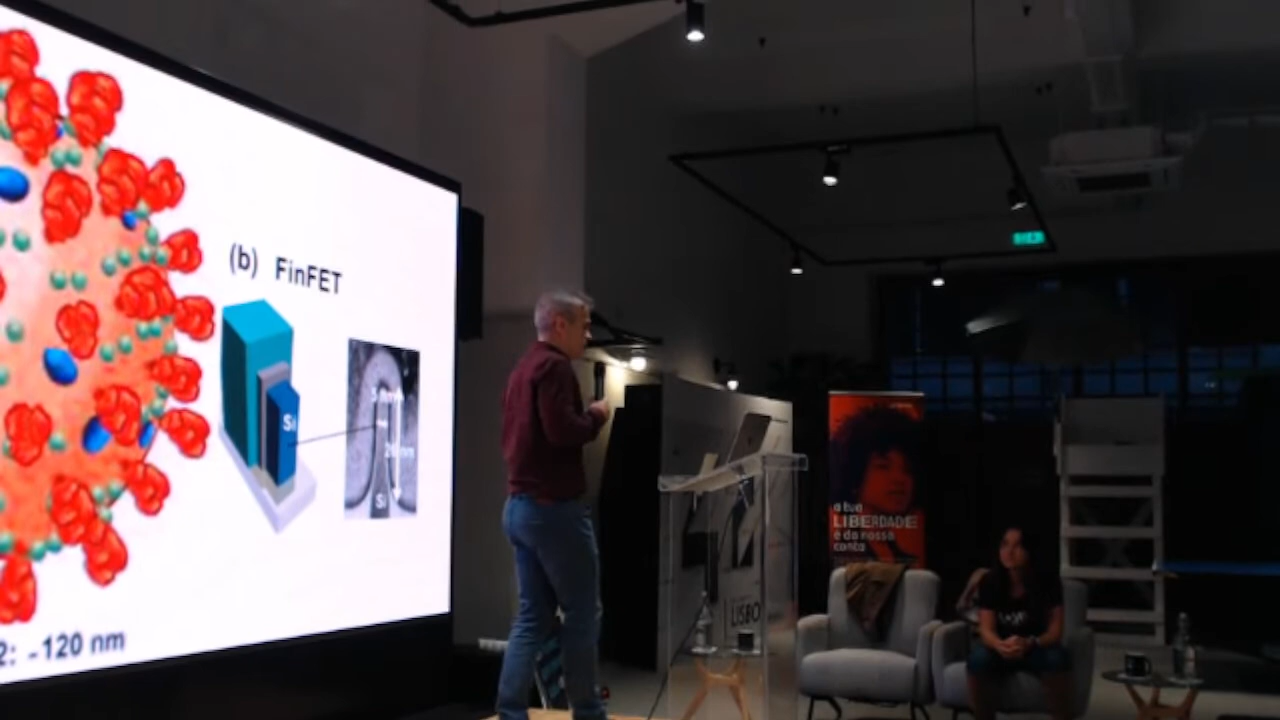 (b) FinFET
Si
Si
2: ~120 nm
a tua
LIBERDADE
é da nossa
conta
LISBO